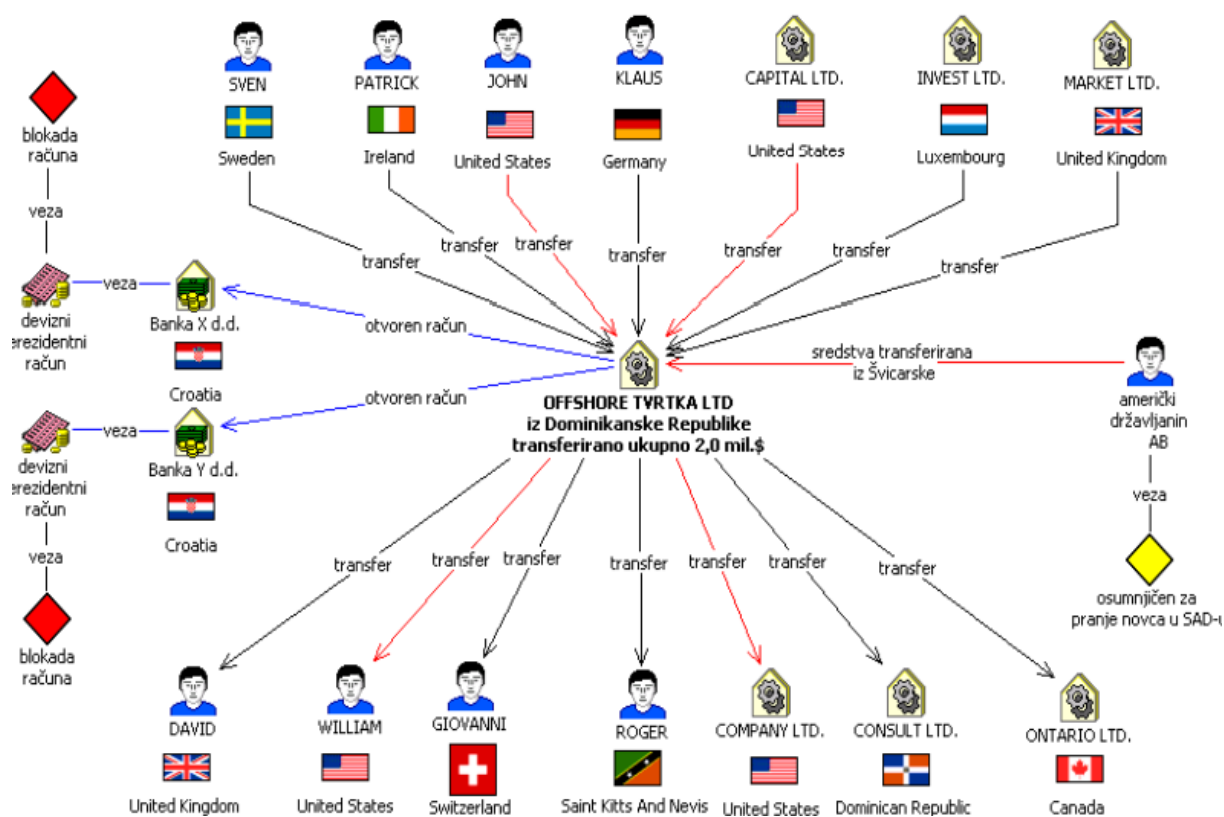 SVEN
PATRICK
JOHN
KLAUS
CAPITAL LTD.
INVEST LTD.
MARKET LTD.
Sweden
Ireland
United States
Germany
United States
Luxembourg
United Kingdom
blokada
računa
veza
transfer
transfer
transfer
transfer
transfer
transfer
transfer
devizni
erezidentni
račun
veza
Banka X d.d.
Croatia
otvoren račun
sredstva transferirana
iz Švicarske
američki
državljanin
AB
otvoren račun
OFFSHORE TVRTKA LTD
iz Dominikanske Republike
transferirano ukupno 2,0 mil.$
devizni
erezidentni
račun
veza
Banka Y d.d.
Croatia
veza
veza
osumnjičen za
pranje novca u SAD-u
blokada
računa
transfer
transfer
transfer
transfer
transfer
transfer
transfer
DAVID
WILLIAM
GIOVANNI
ROGER
COMPANY LTD.
CONSULT LTD.
ONTARIO LTD.
United Kingdom
United States
Switzerland
Saint Kitts And Nevis
United States
Dominican Republic
Canada